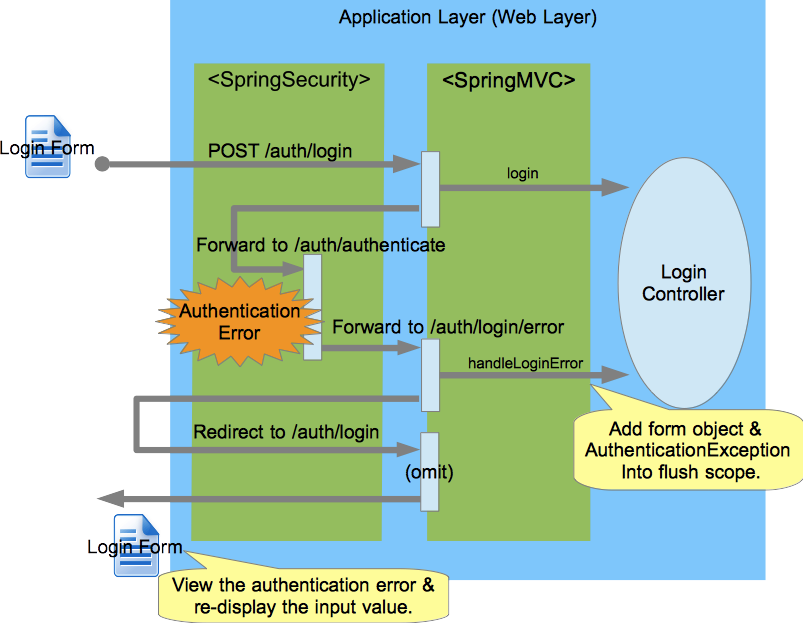 Application Layer (Web Layer)
<SpringSecurity>
<SpringMVC>
Login Form
POST /auth/login
login
Forward to /auth/authenticate
Login
Controller
Authentication
Error
Forward to /auth/login/error
handleLoginError
Add form object &
AuthenticationException
Into flush scope.
Redirect to /auth/login
(omit)
Login Form
View the authentication error &
re-display the input value.